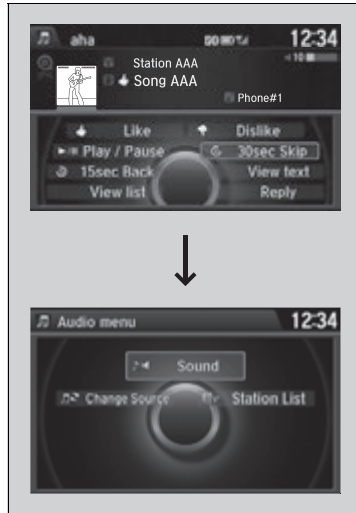 aha 12:34
Station AAA
Song AAA
Phone#1
Like Dislike
Play / Pause 30sec Skip
15sec Back View text
View list Reply
Audio menu 12:34
Sound
Change Source Station List